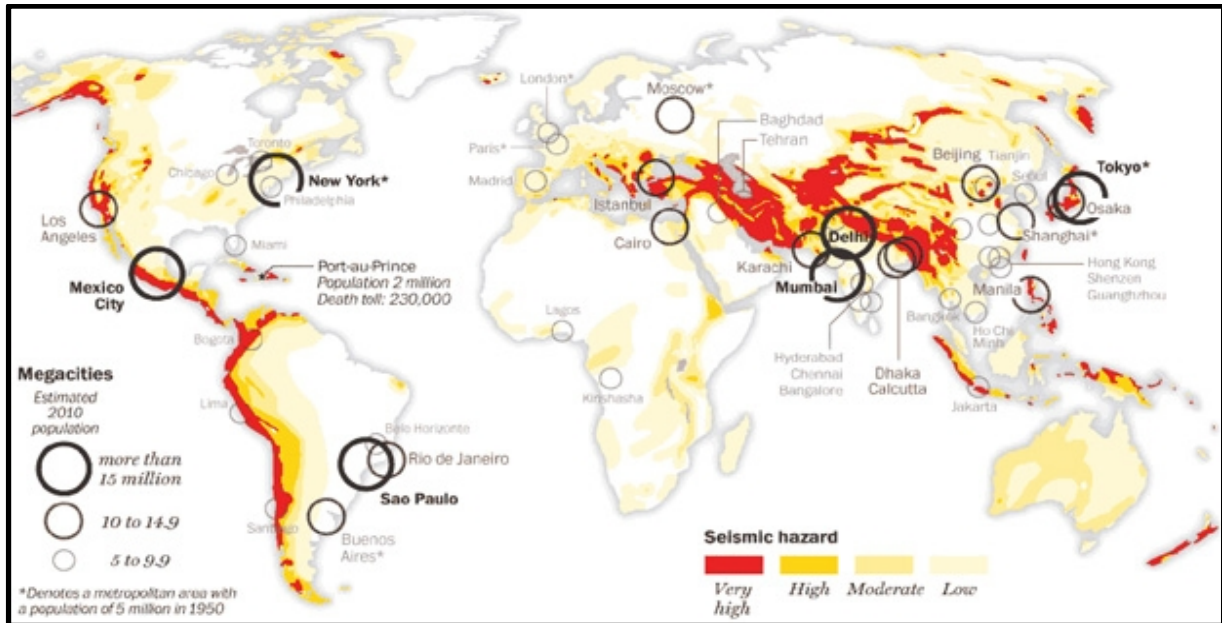 London*
Moscow*
Baghdad
Tehran
Toronto
Chicago
Paris*
Beijing
Tianjin
Seoul
New York*
Philadelphia
Madrid
Tokyo*
Los
Angeles
Istanbul
Osaka
Miami
Cairo
Delhi
Shanghai*
Port-au-Prince
Population 2 million
Death toll: 230,000
Karachi
Mexico
City
Mumbai
Manila
Hong Kong
Shenzen
Guanghzhou
Lagos
Bangkok
Bogota
Ho Chi
Minh
Hyderabad
Chennai
Bangalore
Dhaka
Calcutta
Megacities
Estimated
2010
population
Kinshasha
Jakarta
Lima
Belo Horizonte
more than
15 million
Rio de Janeiro
Sao Paulo
10 to 14.9
Santiago
Buenos
Aires*
5 to 9.9
Seismic hazard
Very
high
High
Moderate
Low
*Denotes a metropolitan area with
a population of 5 million in 1950